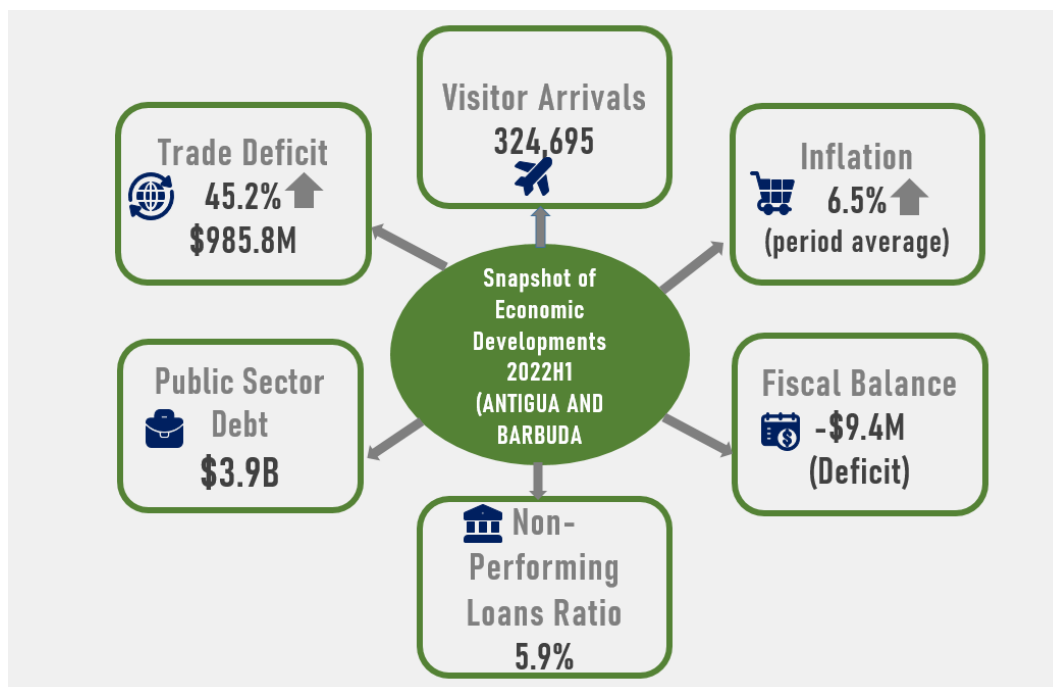 Visitor Arrivals
324,695
Trade Deficit
45.2%
$985.8M
Inflation
6.5%
(period average)
Snapshot of
Economic
Developments
2022H1
(ANTIGUA AND
BARBUDA
Public Sector
Debt
$3.9B
Fiscal Balance
-$9.4M
(Deficit)
Non-
Performing
Loans Ratio
5.9%